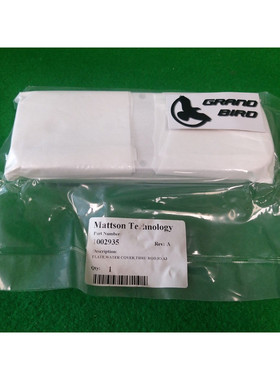 GRAND
BIRD
Mattson Technology
Part Number
1002935 Rev: A
Description
QTY: 1